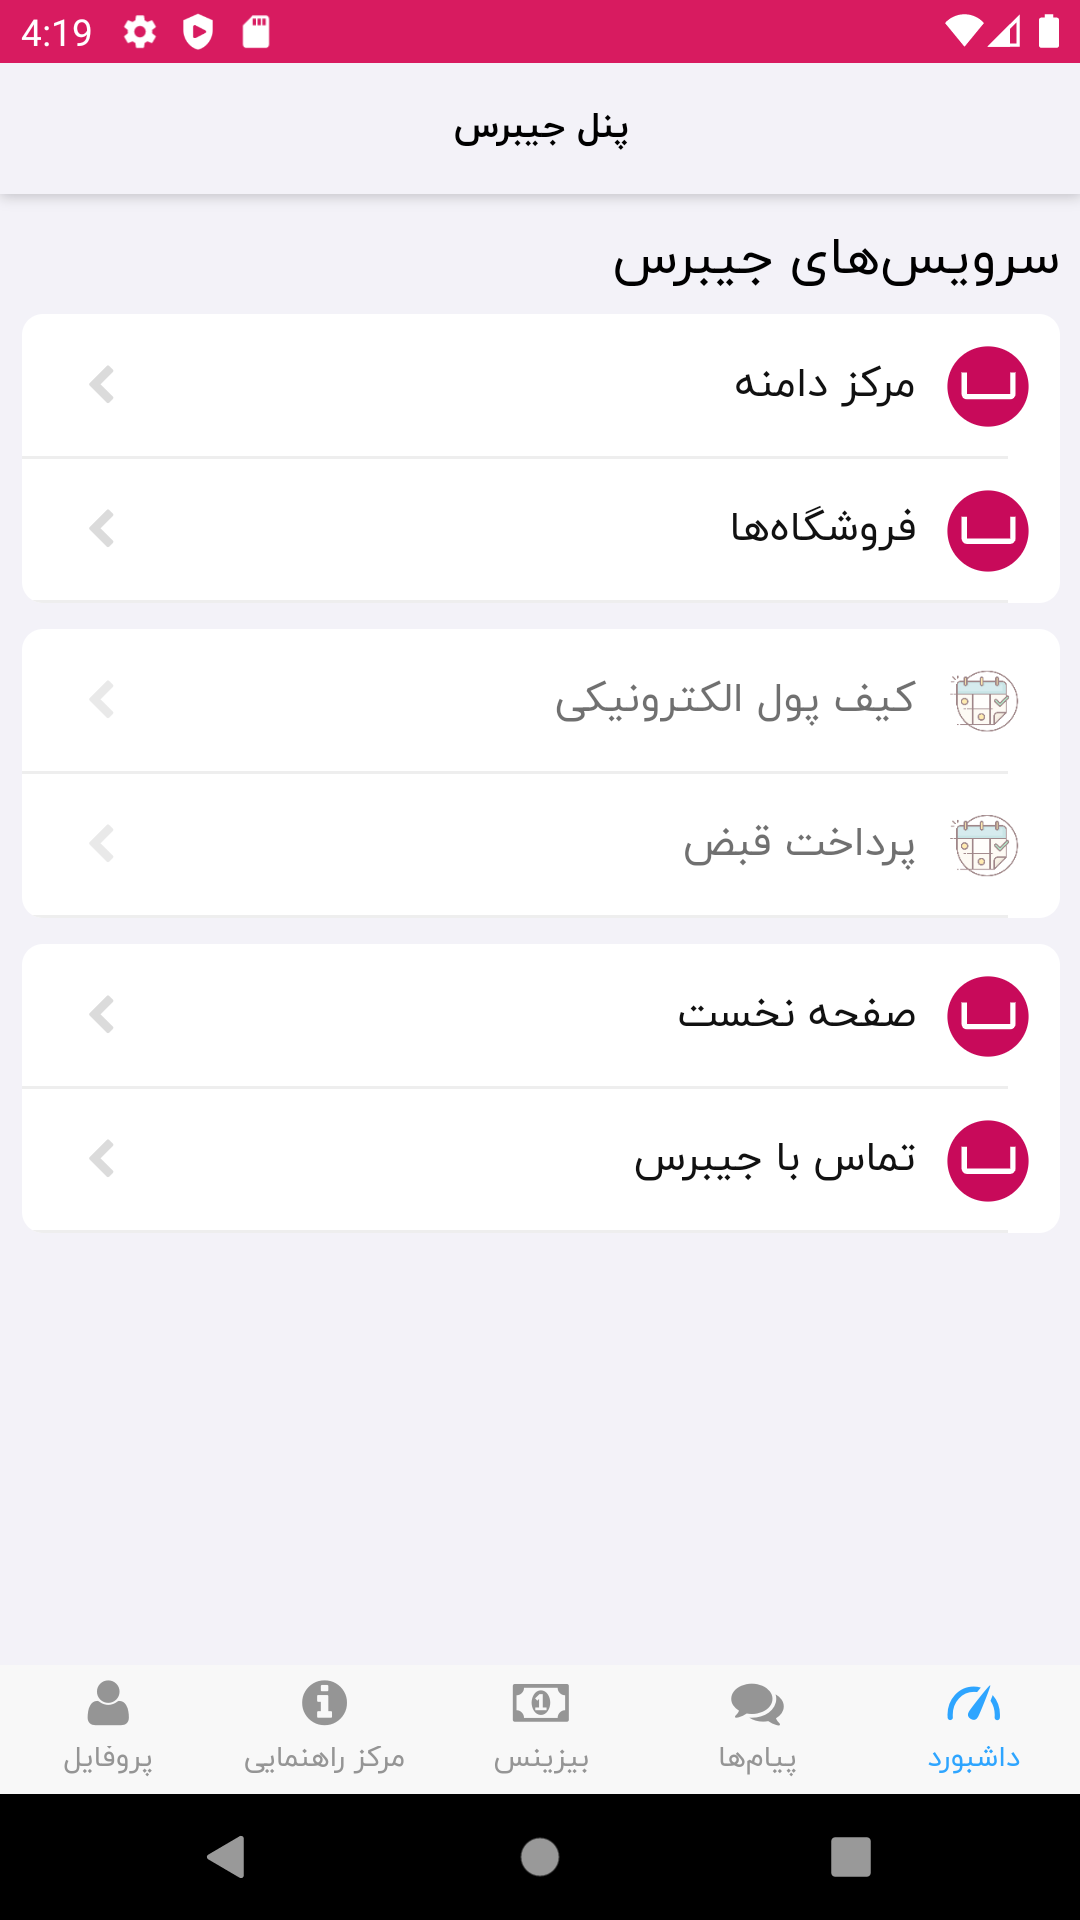 4:19
پنل جیبرس
سرویس‌های جیبرس
مرکز دامنه
فروشگاه‌ها
کیف پول الکترونیکی
پرداخت قبض
صفحه نخست
تماس با جیبرس
داشبورد
پیام‌ها
بیزینس
مرکز راهنمایی
پروفایل